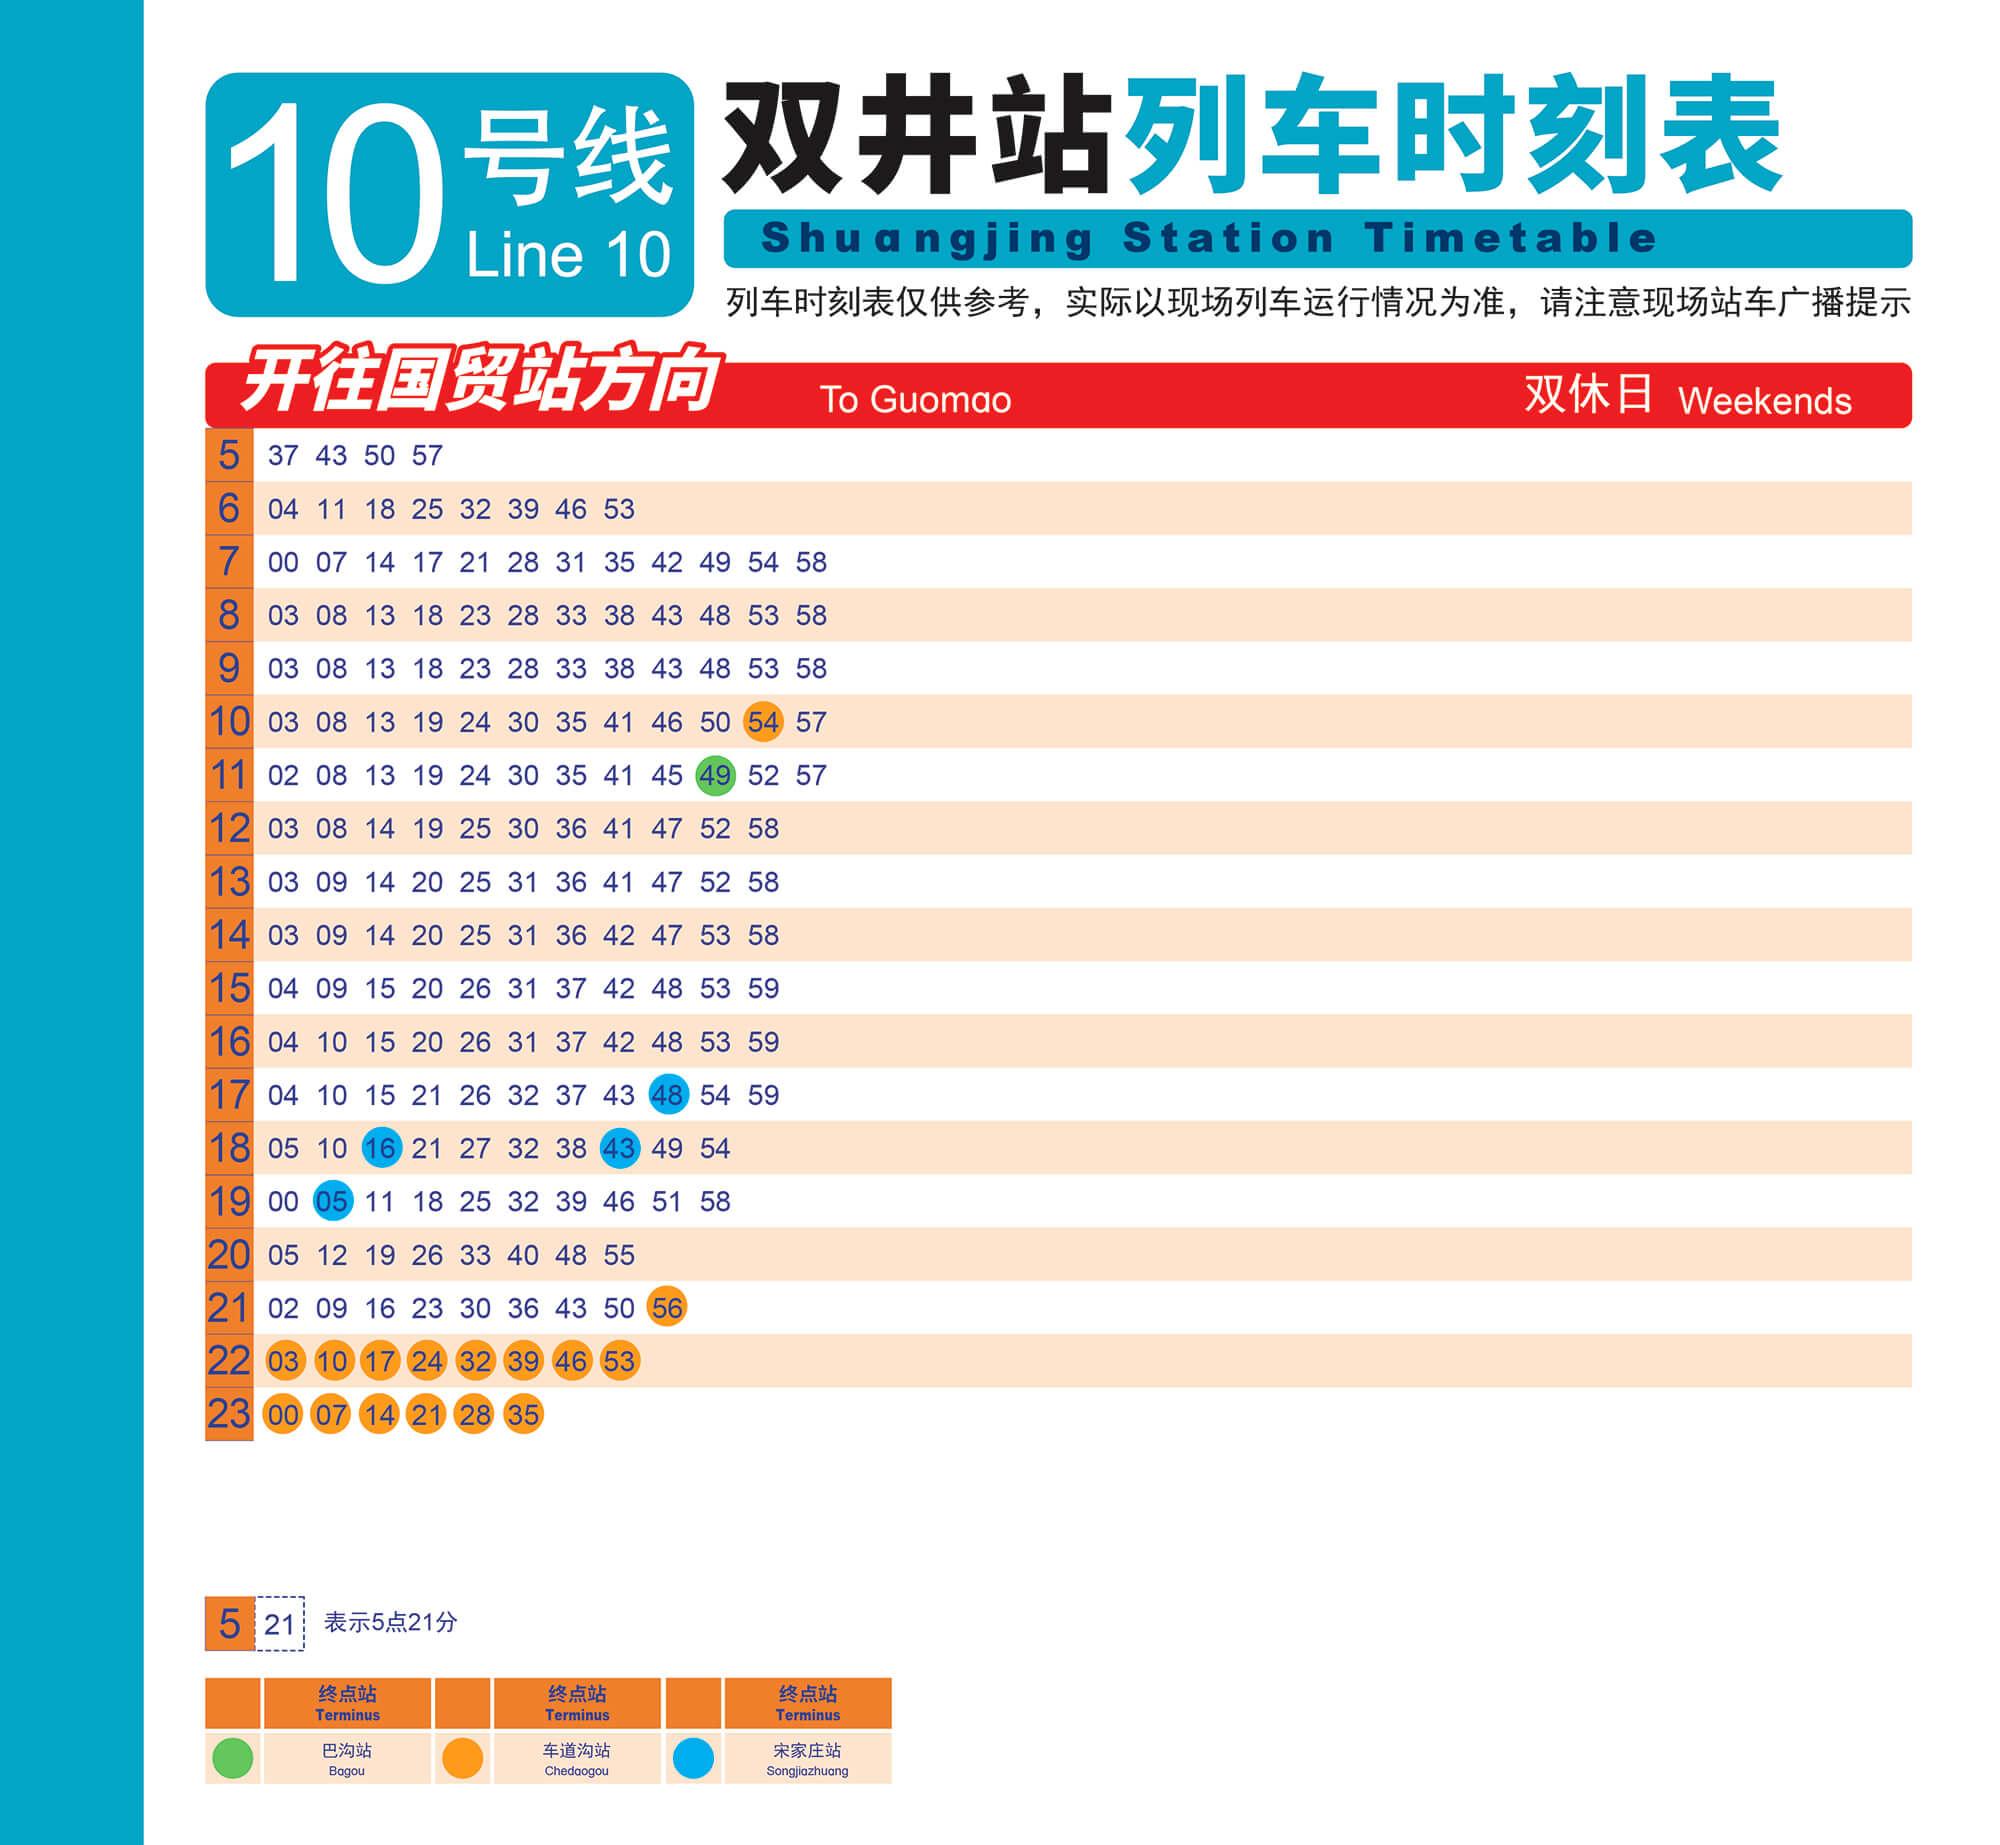 10号线
Line 10
双井站列车时刻表
Shuangjing Station Timetable
列车时刻表仅供参考，实际以现场列车运行情况为准，请注意现场站车广播提示
开往国贸站方向 To Guomao 双休日 Weekends
5 37 43 50 57
6 04 11 18 25 32 39 46 53
7 00 07 14 17 21 28 31 35 42 49 54 58
8 03 08 13 18 23 28 33 38 43 48 53 58
9 03 08 13 18 23 28 33 38 43 48 53 58
10 03 08 13 19 24 30 35 41 46 50 54 57
11 02 08 13 19 24 30 35 41 45 49 52 57
12 03 08 14 19 25 30 36 41 47 52 58
13 03 09 14 20 25 31 36 41 47 52 58
14 03 09 14 20 25 31 36 42 47 53 58
15 04 09 15 20 26 31 37 42 48 53 59
16 04 10 15 20 26 31 37 42 48 53 59
17 04 10 15 21 26 32 37 43 48 54 59
18 05 10 16 21 27 32 38 43 49 54
19 00 05 11 18 25 32 39 46 51 58
20 05 12 19 26 33 40 48 55
21 02 09 16 23 30 36 43 50 56
22 03 10 17 24 32 39 46 53
23 00 07 14 21 28 35
5 21 表示5点21分
终点站 终点站 终点站
Terminus Terminus Terminus
巴沟站 车道沟站 宋家庄站
Bagou Chedaogou Songjiazhuang